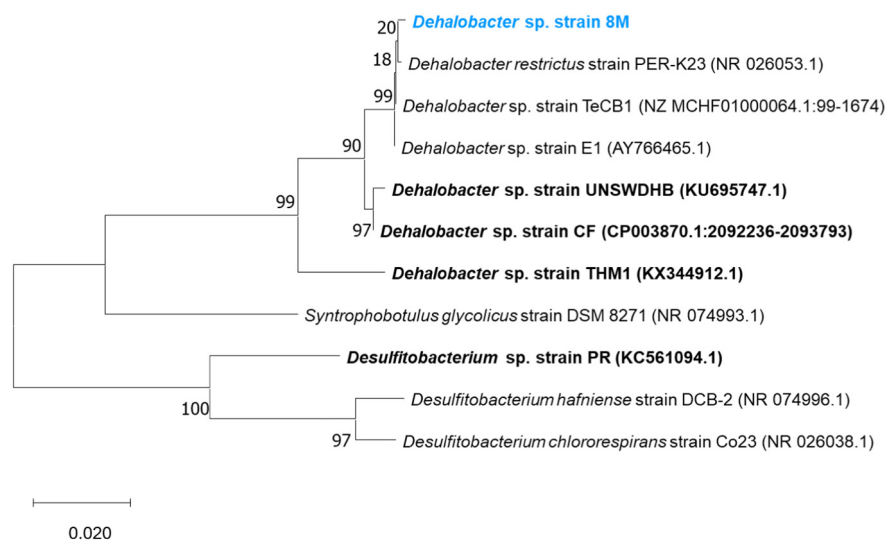 20
Dehalobacter sp. strain 8M
18
Dehalobacter restrictus strain PER-K23 (NR 026053.1)
99
Dehalobacter sp. strain TeCB1 (NZ MCHF01000064.1:99-1674)
90
Dehalobacter sp. strain E1 (AY766465.1)
Dehalobacter sp. strain UNSWDHB (KU695747.1)
99
97
Dehalobacter sp. strain CF (CP003870.1:2092236-2093793)
Dehalobacter sp. strain THM1 (KX344912.1)
Syntrophobotulus glycolicus strain DSM 8271 (NR 074993.1)
Desulfitobacterium sp. strain PR (KC561094.1)
Desulfitobacterium hafniense strain DCB-2 (NR 074996.1)
100
97
Desulfitobacterium chlororespirans strain Co23 (NR 026038.1)
0.020